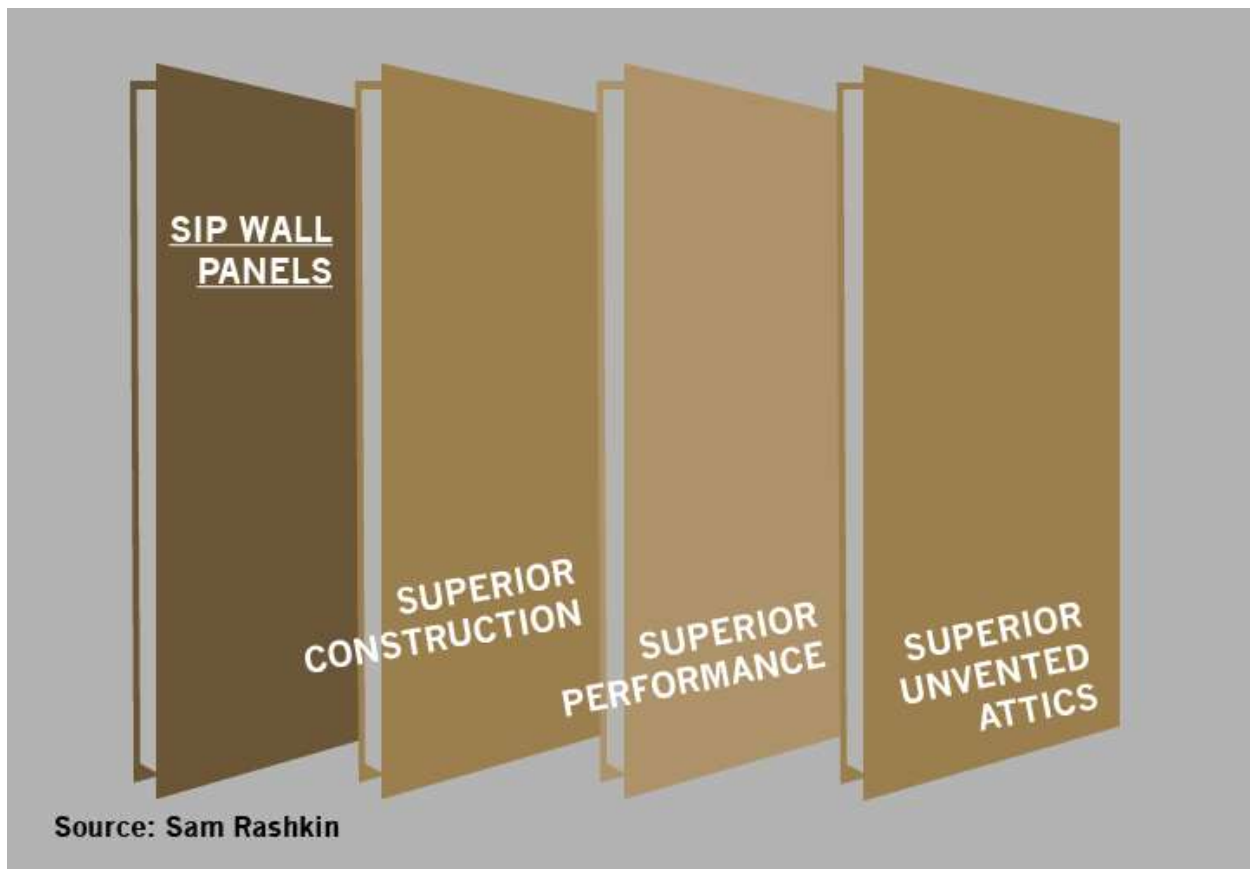 SIP WALL
PANELS
SUPERIOR
CONSTRUCTION
SUPERIOR
PERFORMANCE
SUPERIOR
UNVENTED
ATTICS
Source: Sam Rashkin